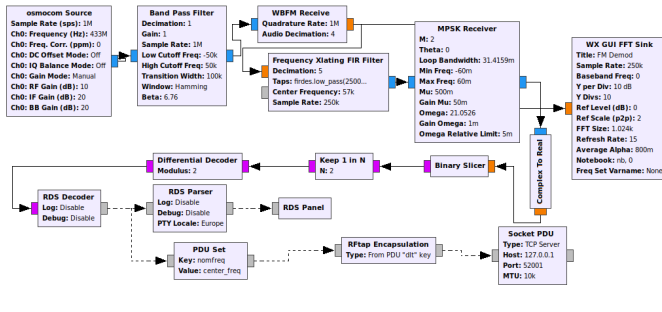 osmocom Source
Sample Rate (sps): 1M
Ch0: Frequency (Hz): 433M
Ch0: Freq. Corr. (ppm): 0
Ch0: DC Offset Mode: Off
Ch0: IQ Balance Mode: Off
Ch0: Gain Mode: Manual
Ch0: RF Gain (dB): 10
Ch0: IF Gain (dB): 20
Ch0: BB Gain (dB): 20
Band Pass Filter
Decimation: 1
Gain: 1
Sample Rate: 1M
Low Cutoff Freq: -50k
High Cutoff Freq: 50k
Transition Width: 100k
Window: Hamming
Beta: 6.76
WBFM Receive
Quadrature Rate: 1M
Audio Decimation: 4
Frequency Xlating FIR Filter
Decimation: 5
Taps: firdes.low_pass(2500...
Center Frequency: 57k
Sample Rate: 250k
MPSK Receiver
M: 2
Theta: 0
Loop Bandwidth: 31.4159m
Min Freq: -60m
Max Freq: 60m
Mu: 500m
Gain Mu: 50m
Omega: 21.0526
Gain Omega: 1m
Omega Relative Limit: 5m
WX GUI FFT Sink
Title: FM Demod
Sample Rate: 250k
Baseband Freq: 0
Y per Div: 10 dB
Y Divs: 10
Ref Level (dB): 0
Ref Scale (p2p): 2
FFT Size: 1.024k
Refresh Rate: 15
Average Alpha: 800m
Notebook: nb, 0
Freq Set Varname: None
Complex To Real
Binary Slicer
Keep 1 in N
N: 2
Differential Decoder
Modulus: 2
RDS Decoder
Log: Disable
Debug: Disable
RDS Parser
Log: Disable
Debug: Disable
PTY Locale: Europe
RDS Panel
PDU Set
Key: nomfreq
Value: center_freq
RFtap Encapsulation
Type: From PDU "dlt" key
Socket PDU
Type: TCP Server
Host: 127.0.0.1
Port: 52001
MTU: 10k